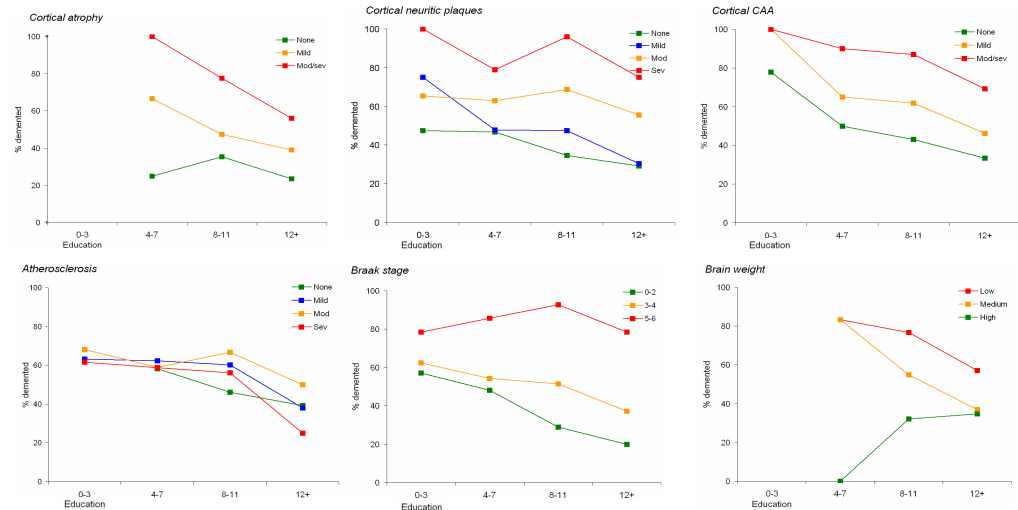 Cortical atrophy
None
Mild
Mod/sev
% demented
100
80
60
40
20
0
0-3
4-7
8-11
12+
Education
Cortical neuritic plaques
None
Mild
Mod
Sev
% demented
100
80
60
40
20
0
0-3
4-7
8-11
12+
Education
Cortical CAA
None
Mild
Mod/sev
% demented
100
80
60
40
20
0
0-3
4-7
8-11
12+
Education
Atherosclerosis
None
Mild
Mod
Sev
% demented
100
80
60
40
20
0
0-3
4-7
8-11
12+
Education
Braak stage
0-2
3-4
5-6
% demented
100
80
60
40
20
0
0-3
4-7
8-11
12+
Education
Brain weight
Low
Medium
High
% demented
100
80
60
40
20
0
0-3
4-7
8-11
12+
Education